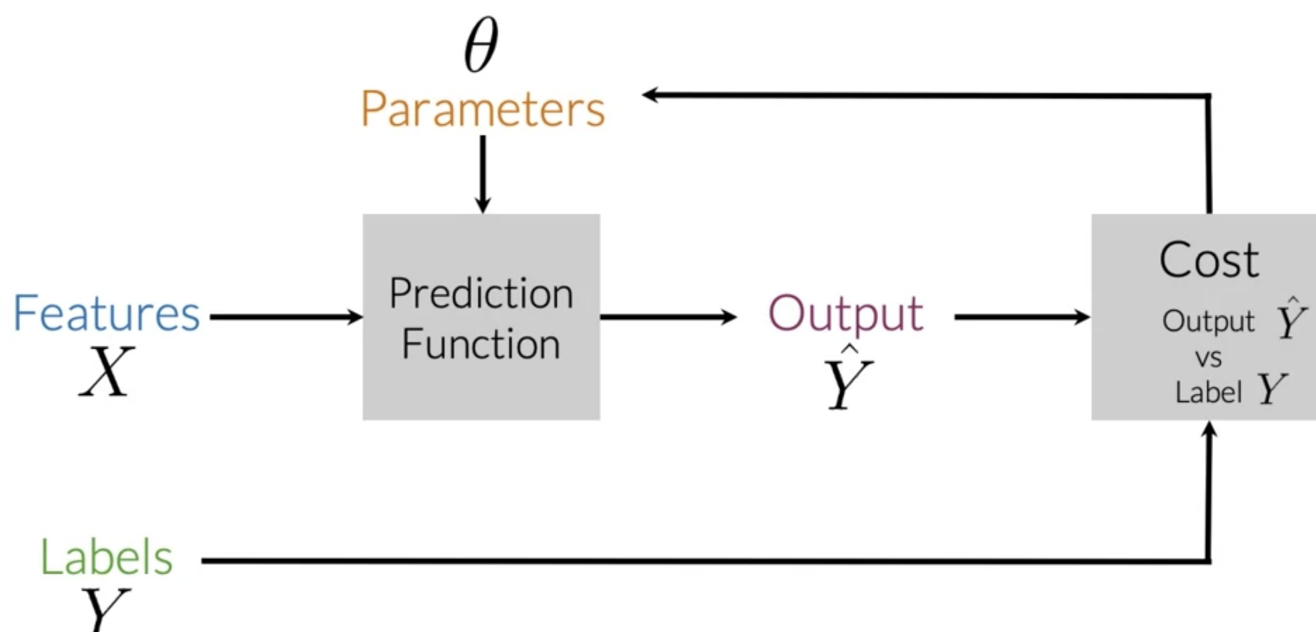 θ
Parameters
Features
X
Prediction
Function
Output
Ŷ
Cost
Output Ŷ
vs
Label Y
Labels
Y